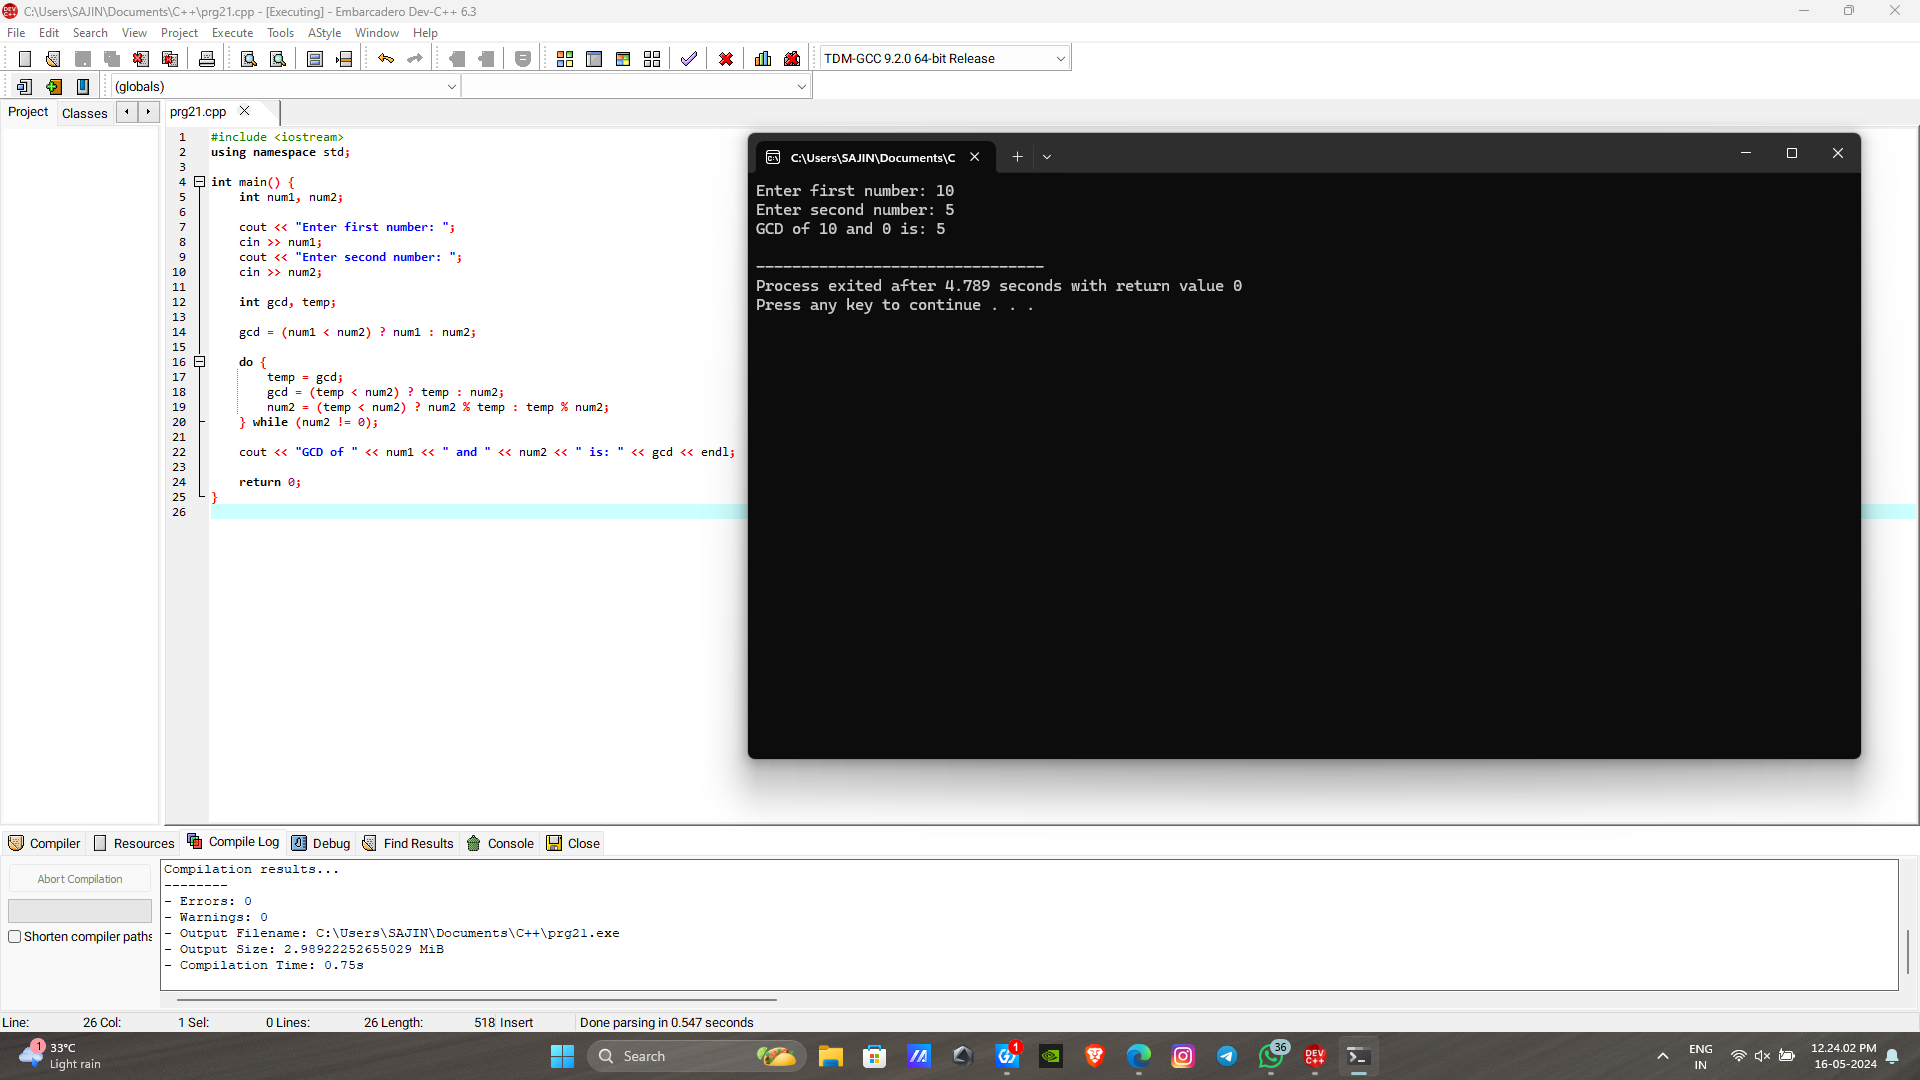 C:\Users\SAJIN\Documents\C++\prg21.cpp - [Executing] - Embarcadero Dev-C++ 6.3
File Edit Search View Project Execute Tools AStyle Window Help
TDM-GCC 9.2.0 64-bit Release
(globals)
Project Classes prg21.cpp
1 #include <iostream>
2 using namespace std;
3
4 int main() {
5 int num1, num2;
6
7 cout << "Enter first number: ";
8 cin >> num1;
9 cout << "Enter second number: ";
10 cin >> num2;
11
12 int gcd, temp;
13
14 gcd = (num1 < num2) ? num1 : num2;
15
16 do {
17 temp = gcd;
18 gcd = (temp < num2) ? temp : num2;
19 num2 = (temp < num2) ? num2 % temp : temp % num2;
20 } while (num2 != 0);
21
22 cout << "GCD of " << num1 << " and " << num2 << " is: " << gcd << endl;
23
24 return 0;
25 }
26
C:\Users\SAJIN\Documents\C
Enter first number: 10
Enter second number: 5
GCD of 10 and 0 is: 5
--------------------------------
Process exited after 4.789 seconds with return value 0
Press any key to continue . . .
Compiler Resources Compile Log Debug Find Results Console Close
Abort Compilation
Shorten compiler paths
Compilation results...
--------
- Errors: 0
- Warnings: 0
- Output Filename: C:\Users\SAJIN\Documents\C++\prg21.exe
- Output Size: 2.98922252655029 MiB
- Compilation Time: 0.75s
Line: 26 Col: 1 Sel: 0 Lines: 26 Length: 518 Insert Done parsing in 0.547 seconds
1
33°C
Light rain
Search
1
36
DEV
C++
ENG
IN
12.24.02 PM
16-05-2024